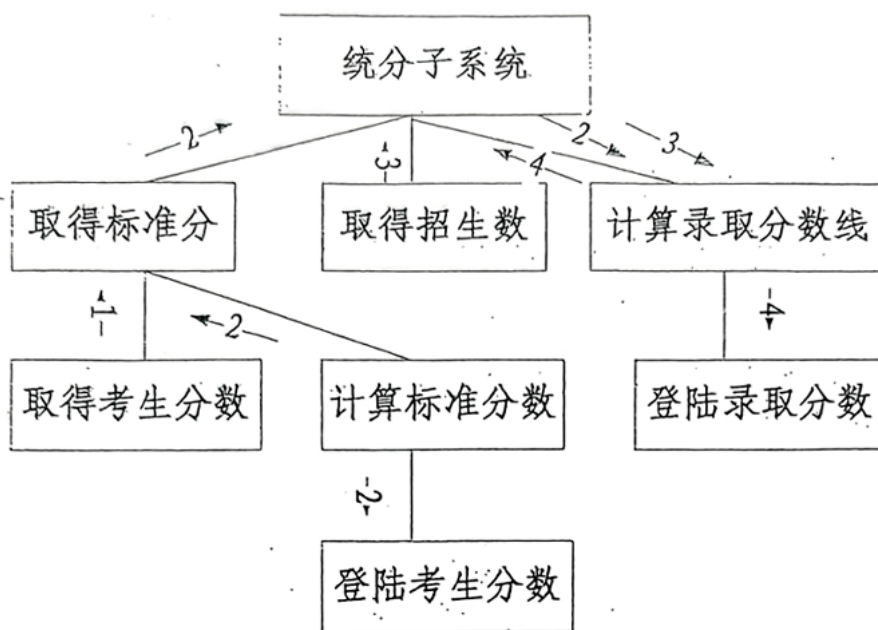 统分子系统
2
3
2
4
3
取得标准分
取得招生数
计算录取分数线
1
2
4
取得考生分数
计算标准分数
登陆录取分数
2
登陆考生分数